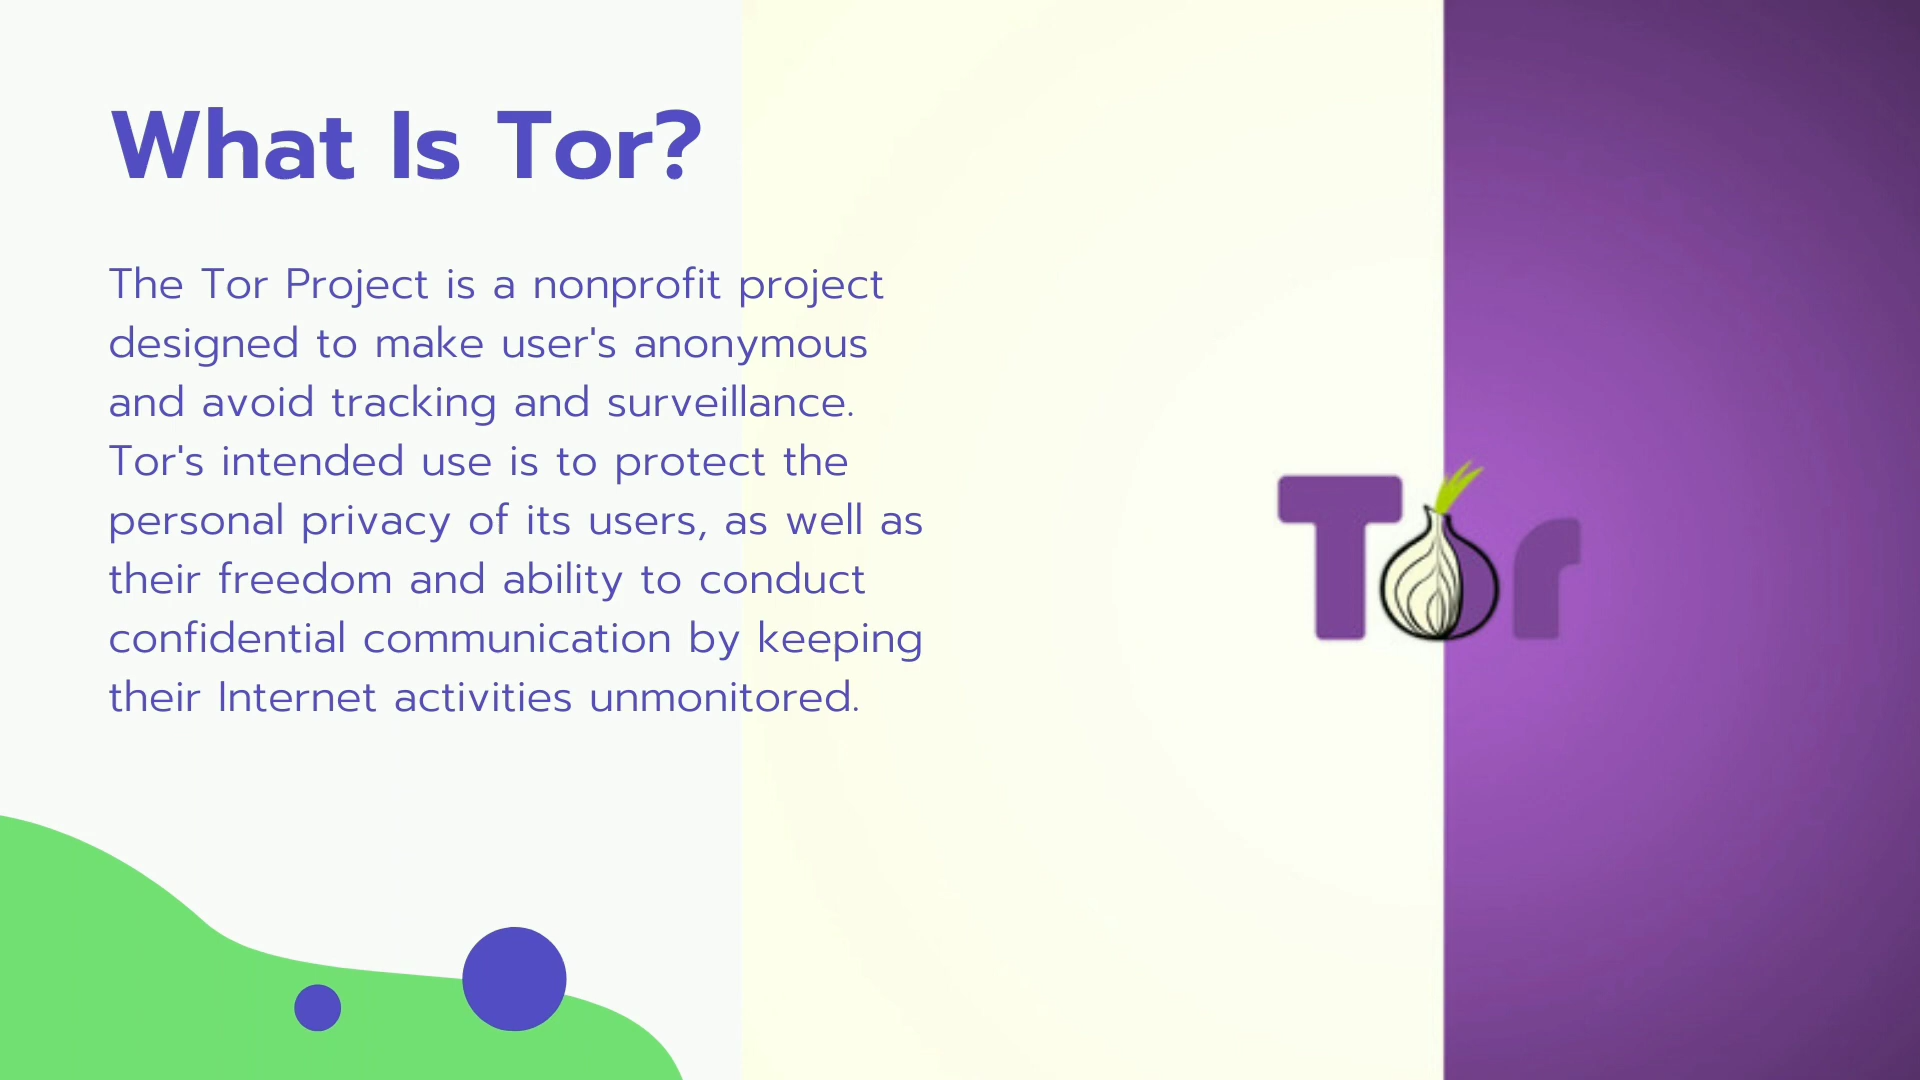 What Is Tor?
The Tor Project is a nonprofit project
designed to make user's anonymous
and avoid tracking and surveillance.
Tor's intended use is to protect the
personal privacy of its users, as well as
their freedom and ability to conduct
confidential communication by keeping
their Internet activities unmonitored.
Tor